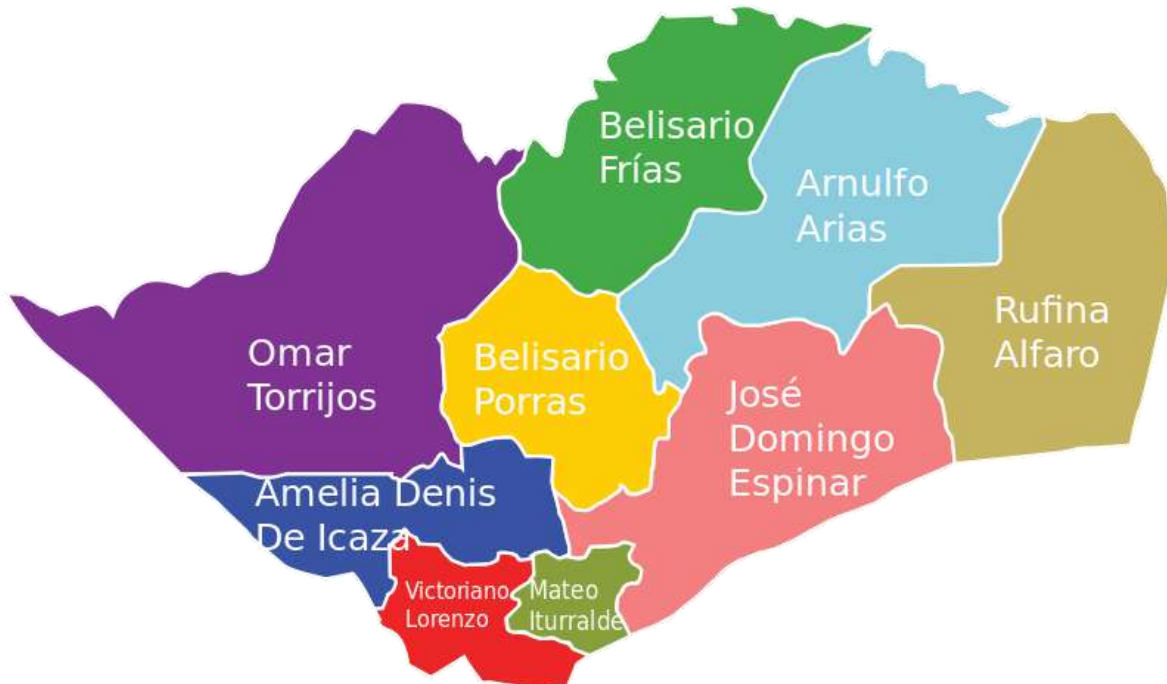 Belisario
Frías
Arnulfo
Arias
Rufina
Alfaro
Omar
Torrijos
Belisario
Porras
José
Domingo
Espinar
Amelia Denis
De Icaza
Victoriano
Lorenzo
Mateo
Iturralde